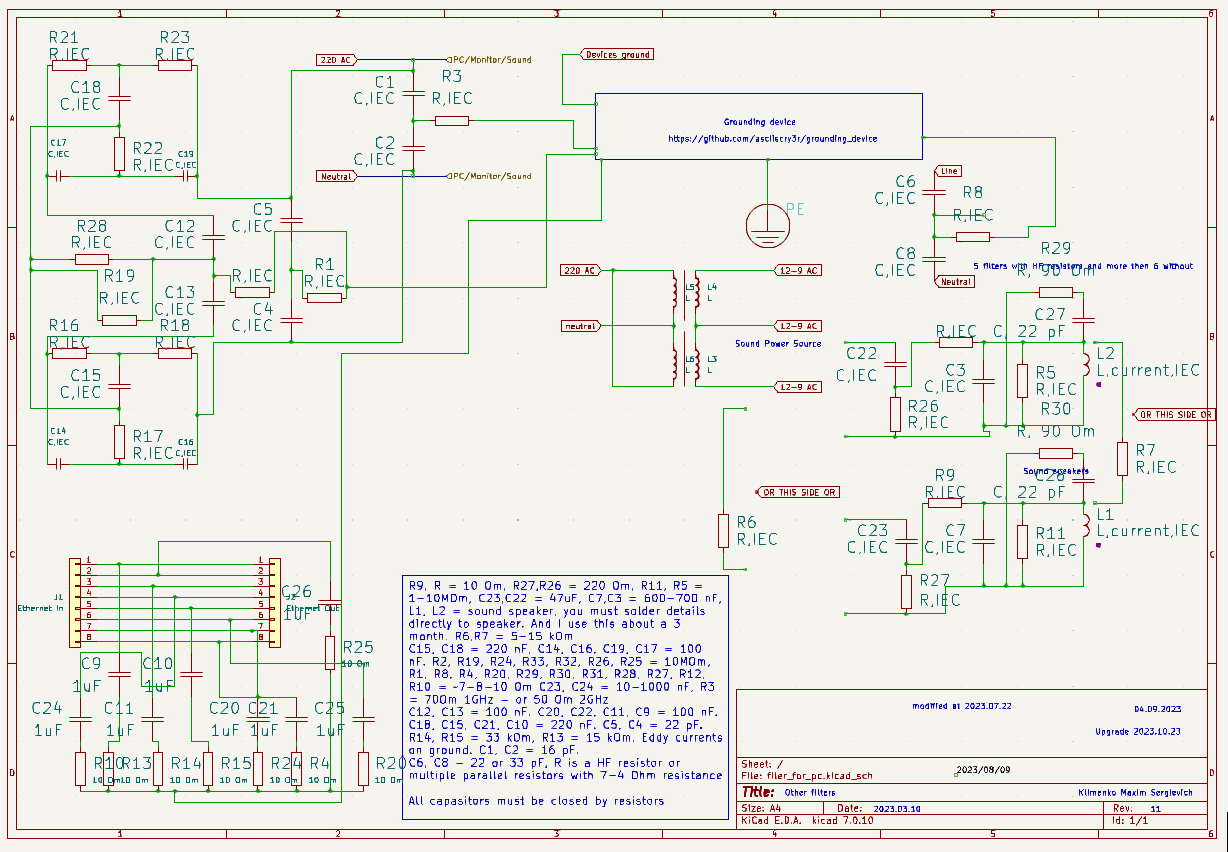 1 2 3 4 5 6
R21 R23
R,IEC R,IEC
C18
C,IEC
C17
C,IEC
R22
R,IEC
C19
C,IEC
220 AC
PC/Monitor/Sound
C1
C,IEC
R3
R,IEC
C2
C,IEC
Neutral
PC/Monitor/Sound
Devices ground
Grounding device
https://github.com/asciiscry3r/grounding_device
PE
A
A
Line
C6
C,IEC
R8
R,IEC
C8
C,IEC
Neutral
R28
R,IEC
C12
C,IEC
C5
C,IEC
R19
R,IEC
C13
C,IEC
R,IEC
R1
R,IEC
C4
C,IEC
R16
R,IEC
R18
R,IEC
C15
C,IEC
C14
C,IEC
R17
R,IEC
C16
C,IEC
B
B
220 AC
neutral
L5
L
L4
L
L6
L
L3
L
12-9 AC
12-9 AC
12-9 AC
Sound Power Source
5 filters with HF resistors and more then 6 without
R29
R, 90 Om
C27
C, 22 pF
R,IEC
C22
C,IEC
C3
C,IEC
R5
R,IEC
L2
L,current,IEC
R26
R,IEC
R30
R, 90 Om
OR THIS SIDE OR
R7
R,IEC
Sound speakers
C28
C, 22 pF
R9
R,IEC
C23
C,IEC
C7
C,IEC
R11
R,IEC
L1
L,current,IEC
R27
R,IEC
OR THIS SIDE OR
R6
R,IEC
C
C
J1
Ethernet In
1
2
3
4
5
6
7
8
1
2
3
4
5
6
7
8
Ethernet Out
C26
1uF
R25
10 Om
C9
1uF
C10
1uF
C24
1uF
C11
1uF
C20
1uF
C21
1uF
C25
1uF
R10 R13 R14 R15 R24 R4 R20
10 Om 10 Om 10 Om 10 Om 10 Om 10 Om 10 Om
D
D
R9, R = 10 Om, R27,R26 = 220 Om, R11, R5 =
1-10MOm, C23,C22 = 47uF, C7,C3 = 600-700 nF,
L1, L2 = sound speaker, you must solder details
directly to speaker. And I use this about a 3
month. R6,R7 = 5-15 kOm
C15, C18 = 220 nF. C14, C16, C19, C17 = 100
nF. R2, R19, R24, R33, R32, R26, R25 = 10MOm,
R1, R8, R4, R20, R29, R30, R31, R28, R27, R12,
R10 = ~7-8-10 Om C23, C24 = 10-1000 nF, R3
= 700m 1GHz - or 50 Om 2GHz
C12, C13 = 100 nF. C20, C22, C11, C9 = 100 nF.
C18, C15, C21, C10 = 220 nF. C5, C4 = 22 pF.
R14, R15 = 33 kOm, R13 = 15 kOm. Eddy currents
on ground. C1, C2 = 16 pF.
C6, C8 - 22 or 33 pF, R is a HF resistor or
multiple parallel resistors with 7-4 Ohm resistance
All capasitors must be closed by resistors
modified at 2023.07.22
04.09.2023
Upgrade 2023.10.23
Sheet: /
2023/08/09
File: fler_for_pc.kicad_sch
Title: Other filters
Klimenko Maxim Sergievich
Size: A4 Date: 2023.03.10 Rev: 11
KiCad E.D.A. kicad 7.0.10 Id: 1/1
1 2 3 4 5 6